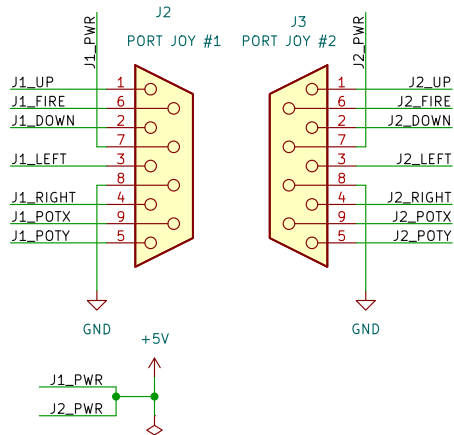 J2
PORT JOY #1
J1_PWR
J1_UP 1
J1_FIRE 6
J1_DOWN 2
7
J1_LEFT 3
8
J1_RIGHT 4
J1_POTX 9
J1_POTY 5
GND
J3
PORT JOY #2
J2_PWR
1 J2_UP
6 J2_FIRE
2 J2_DOWN
7
3 J2_LEFT
8
4 J2_RIGHT
9 J2_POTX
5 J2_POTY
GND
+5V
J1_PWR
J2_PWR